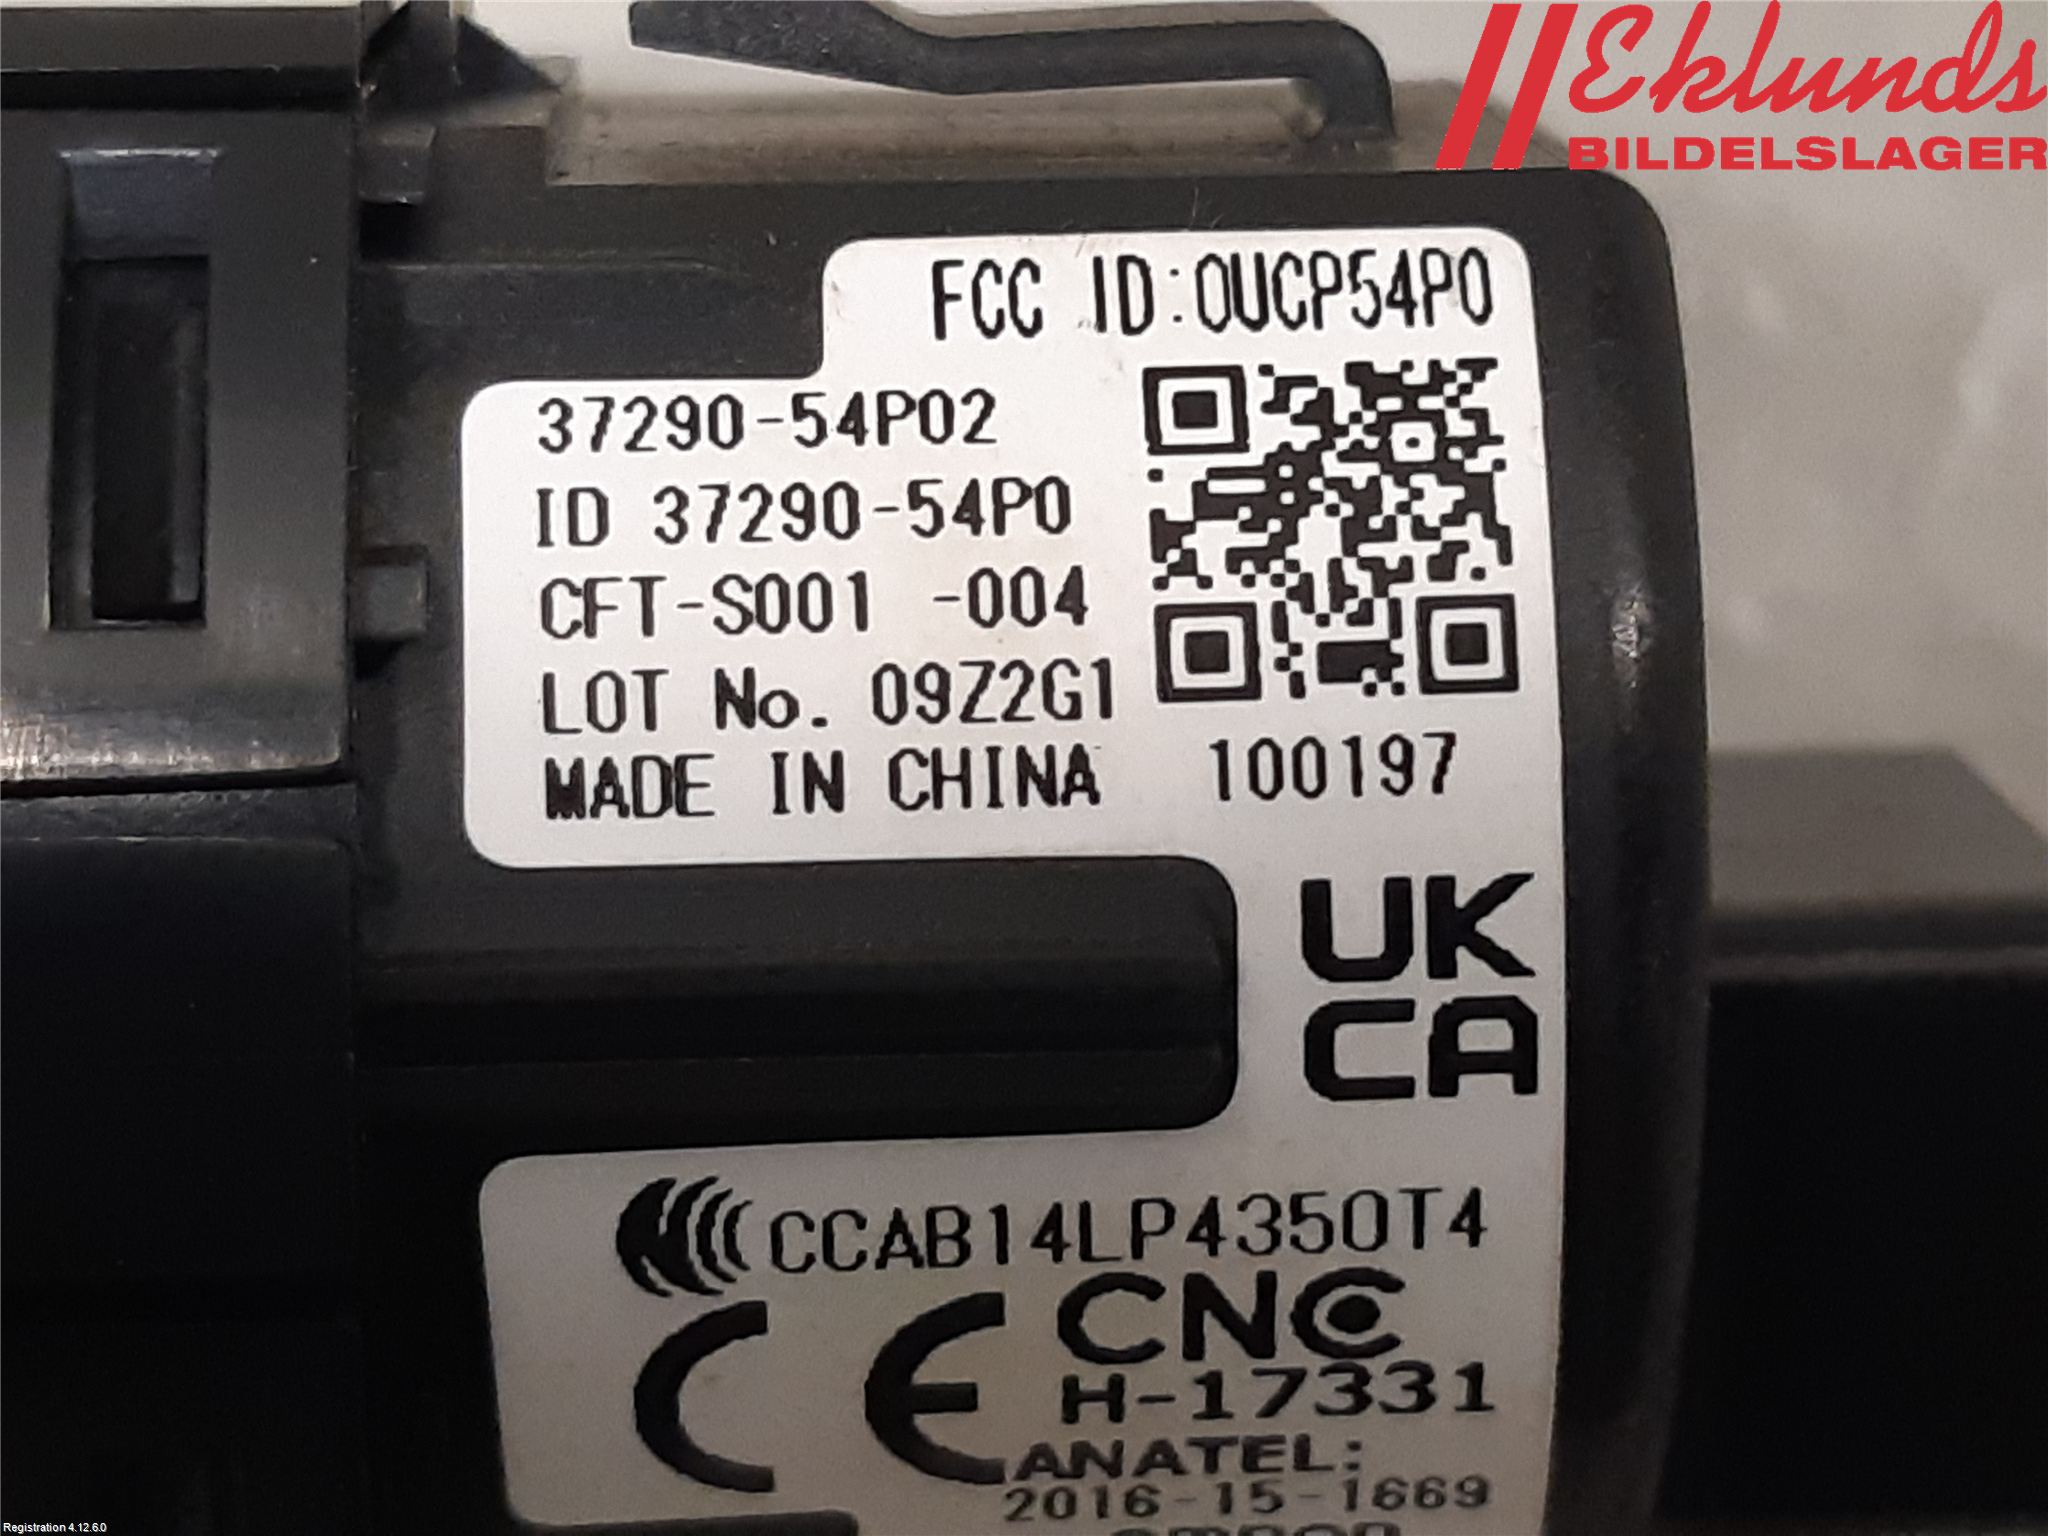 Eklunds
BILDELSLAGER
FCC ID:OUCP54P0
37290-54P02
ID 37290-54P0
CFT-S001 -004
LOT No. 09Z2G1
MADE IN CHINA 100197
UK
CA
CCAB14LP4350T4
CE
CNC
H-17331
ANATEL:
2016-15-1669
Registration 4.12.6.0